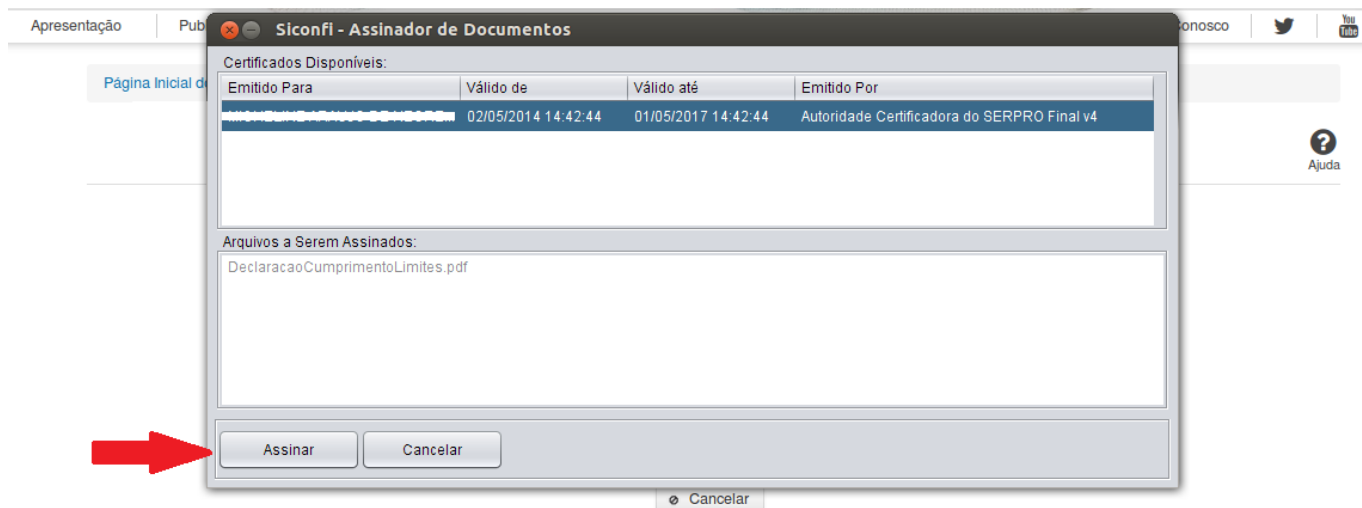 Apresentação
Pub
Siconfi - Assinador de Documentos
onosco
You
Tube
Certificados Disponíveis:
Página Inicial d
Emitido Para Válido de Válido até Emitido Por
02/05/2014 14:42:44 01/05/2017 14:42:44 Autoridade Certificadora do SERPRO Final v4
Ajuda
Arquivos a Serem Assinados:
DeclaracaoCumprimentoLimites.pdf
Assinar Cancelar
Cancelar